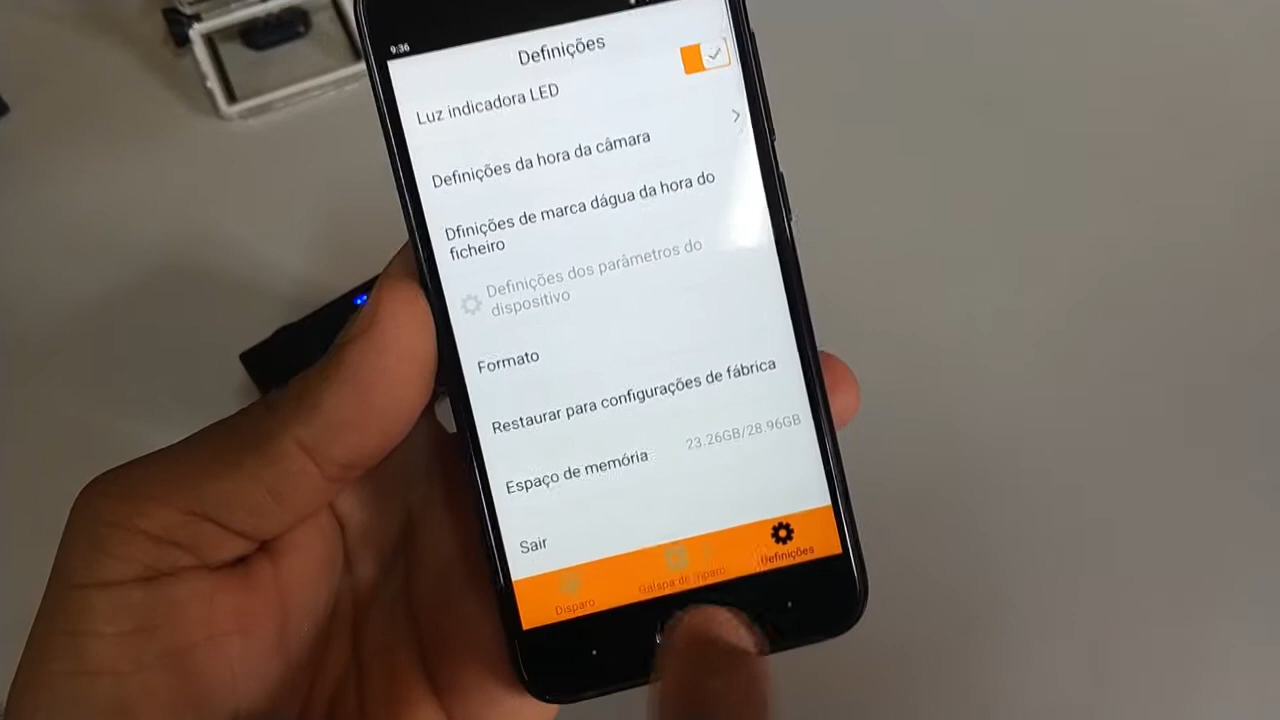 9:36
Definições
Luz indicadora LED
Definições da hora da câmara
Dfinições de marca dágua da hora do
ficheiro
Definições dos parâmetros do
dispositivo
Formato
Restaurar para configurações de fábrica
Espaço de memória 23.26GB/28.96GB
Sair
Disparo
Definições